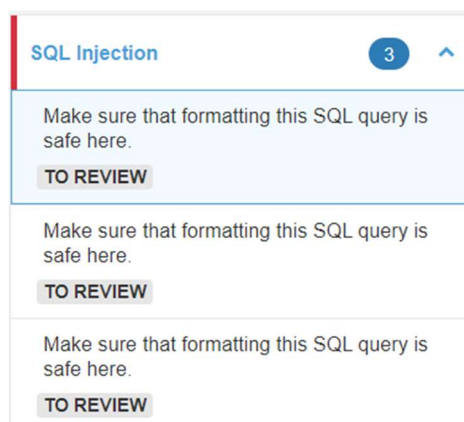 SQL Injection 3
Make sure that formatting this SQL query is
safe here.
TO REVIEW
Make sure that formatting this SQL query is
safe here.
TO REVIEW
Make sure that formatting this SQL query is
safe here.
TO REVIEW